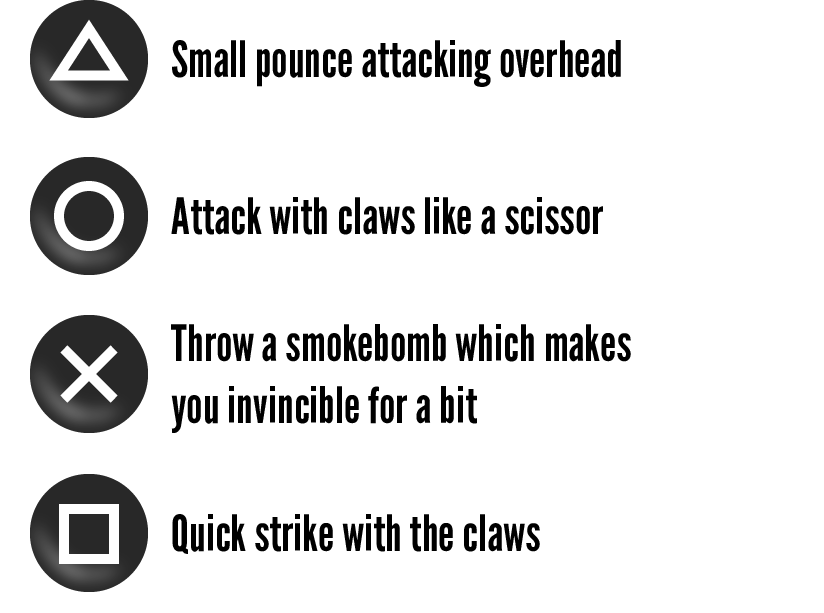 Small pounce attacking overhead
Attack with claws like a scissor
Throw a smokebomb which makes
you invincible for a bit
Quick strike with the claws